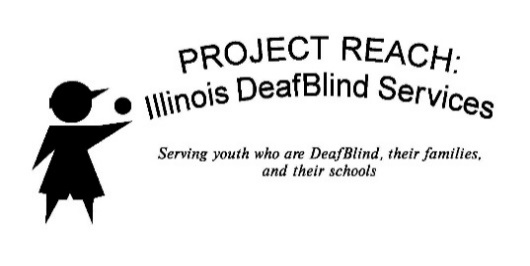 PROJECT REACH:
Illinois DeafBlind Services
Serving youth who are DeafBlind, their families,
and their schools